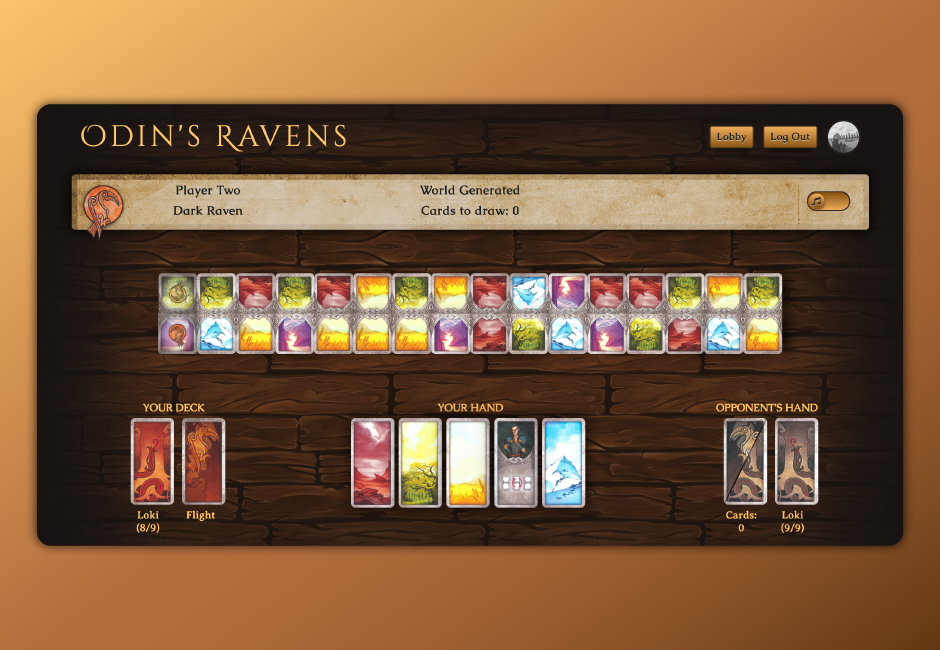 ODIN'S RAVENS
Lobby
Log Out
Player Two
World Generated
Dark Raven
Cards to draw: 0
YOUR DECK
YOUR HAND
OPPONENT'S HAND
Loki
(8/9)
Flight
Cards:
0
Loki
(9/9)